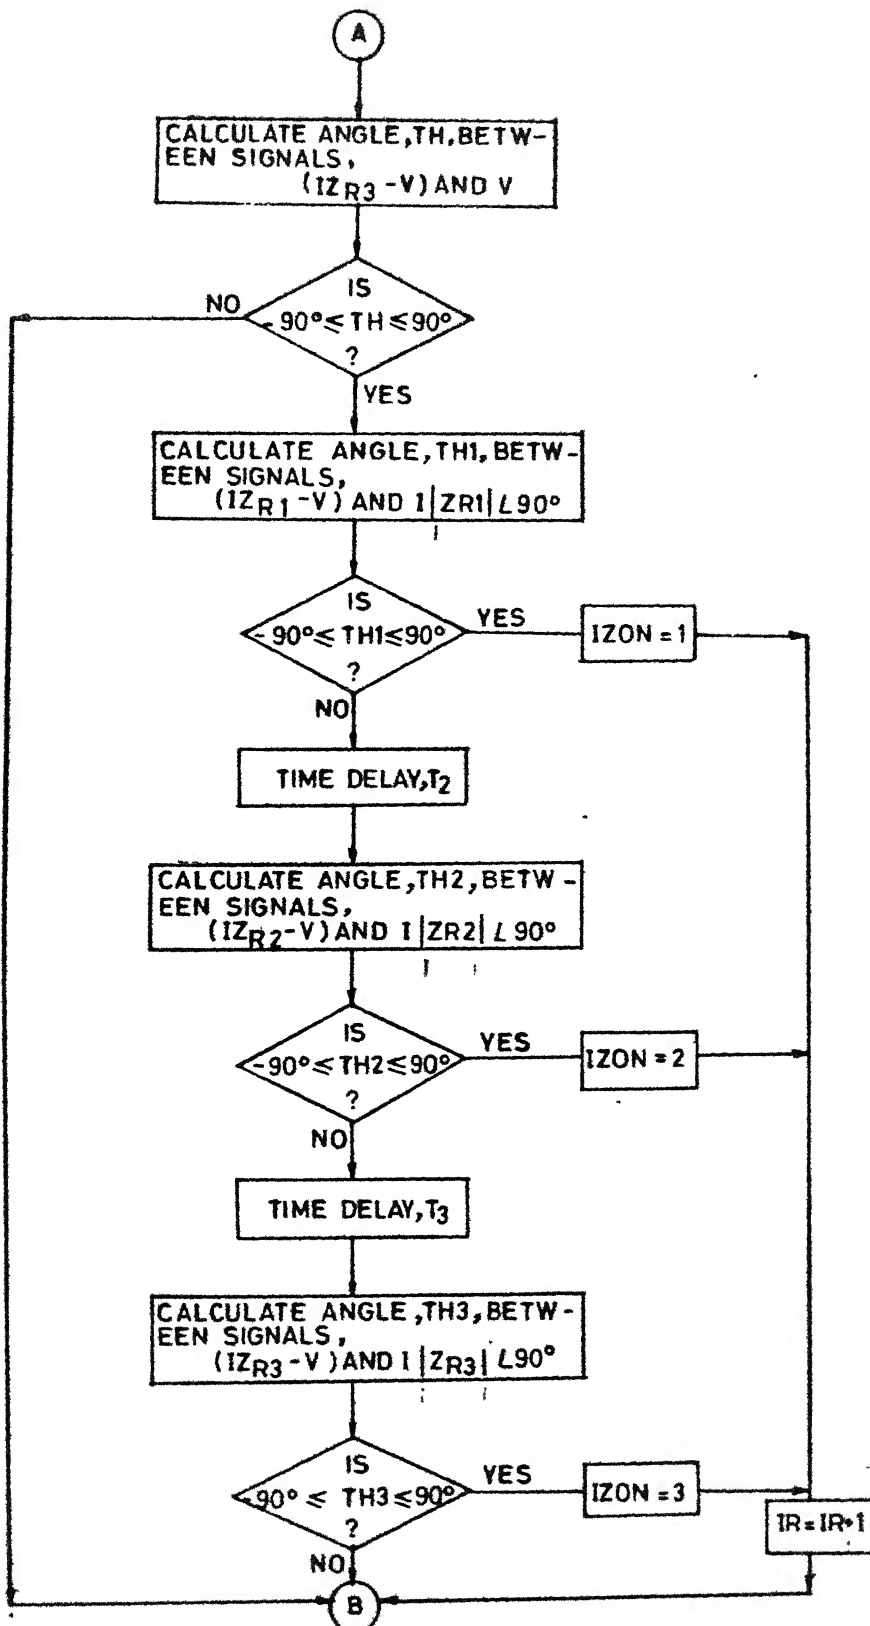 A
CALCULATE ANGLE,TH,BETW-
EEN SIGNALS,
(IZR3-V) AND V
IS
-90°≤ TH ≤90°
?
NO
YES
CALCULATE ANGLE,TH1,BETW-
EEN SIGNALS,
(IZR1-V) AND I|ZR1|∠90°
IS
-90°≤ TH1≤90°
?
YES
IZON = 1
NO
TIME DELAY,T2
CALCULATE ANGLE,TH2,BETW-
EEN SIGNALS,
(IZR2-V) AND I|ZR2|∠90°
IS
-90°≤ TH2≤90°
?
YES
IZON = 2
NO
TIME DELAY,T3
CALCULATE ANGLE,TH3,BETW-
EEN SIGNALS,
(IZR3-V) AND I|ZR3|∠90°
IS
-90° ≤ TH3≤90°
?
YES
IZON = 3
IR=IR+1
NO
B